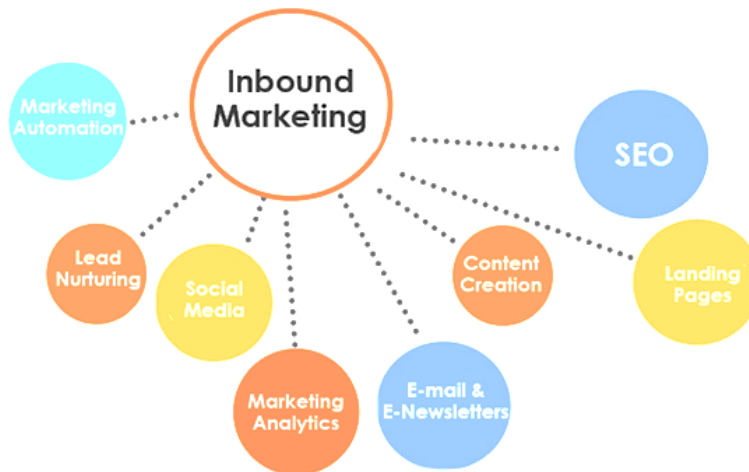 Inbound
Marketing
Marketing
Automation
SEO
Lead
Nurturing
Social
Media
Content
Creation
Landing
Pages
Marketing
Analytics
E-mail &
E-Newsletters